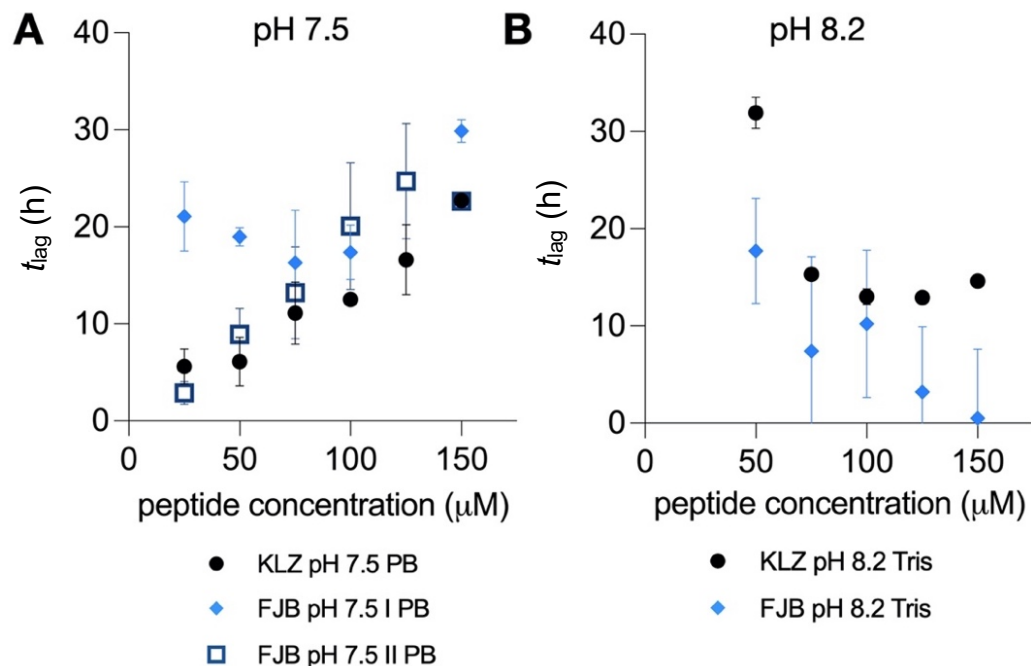 A
pH 7.5
40
30
20
10
0
t_lag (h)
0 50 100 150
peptide concentration (μM)
KLZ pH 7.5 PB
FJB pH 7.5 I PB
FJB pH 7.5 II PB
B
pH 8.2
40
30
20
10
0
t_lag (h)
0 50 100 150
peptide concentration (μM)
KLZ pH 8.2 Tris
FJB pH 8.2 Tris